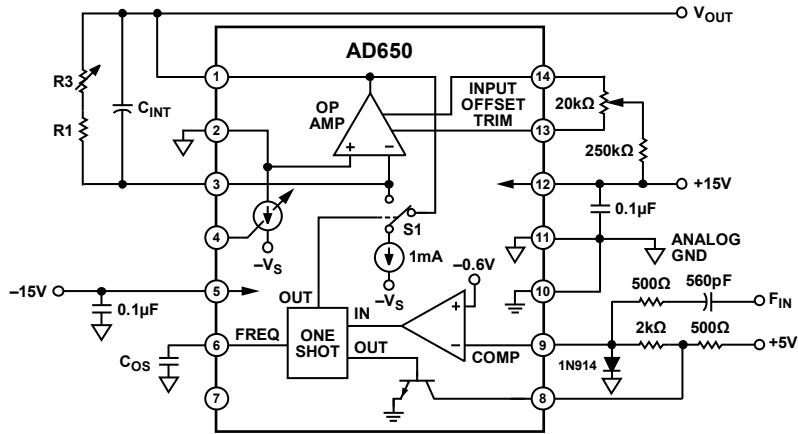 V_OUT
AD650
R3
C_INT
R1
1
2
3
4
5
6
7
OP
AMP
+
–
INPUT
OFFSET
TRIM
14
13
12
11
10
9
8
20kΩ
250kΩ
+15V
0.1µF
ANALOG
GND
S1
1mA
–V_S
–V_S
–15V
0.1µF
OUT
FREQ
ONE
SHOT
IN
OUT
–0.6V
+
–
COMP
C_OS
500Ω
560pF
F_IN
2kΩ
500Ω
+5V
1N914